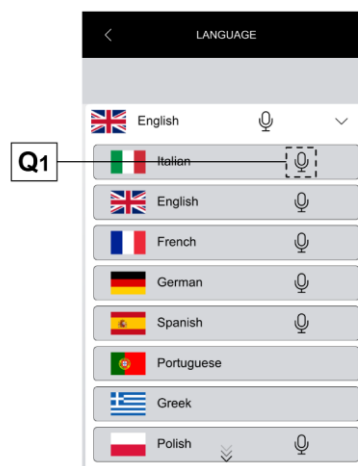 LANGUAGE
English
Q1
Italian
English
French
German
Spanish
Portuguese
Greek
Polish